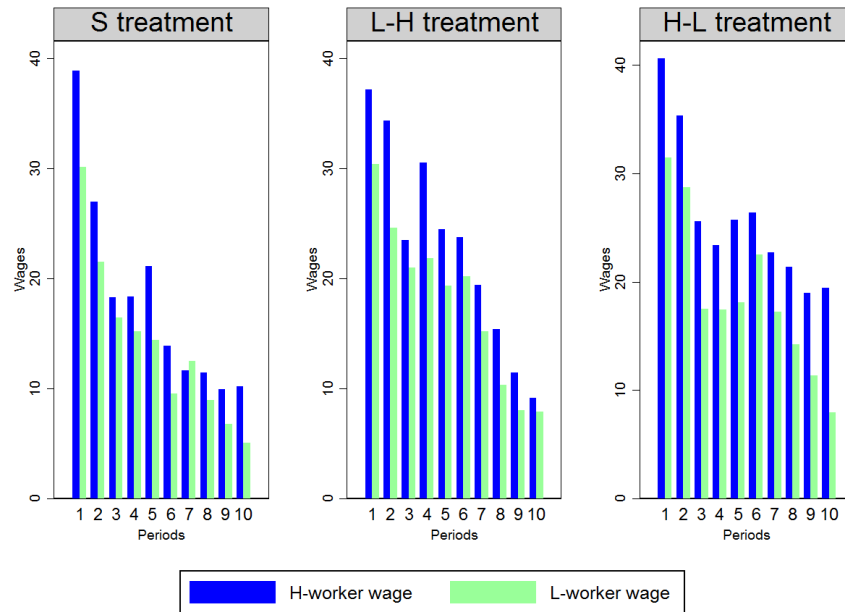 S treatment
L-H treatment
H-L treatment
40
30
20
10
0
Wages
1 2 3 4 5 6 7 8 9 10
Periods
40
30
20
10
0
Wages
1 2 3 4 5 6 7 8 9 10
Periods
40
30
20
10
0
Wages
1 2 3 4 5 6 7 8 9 10
Periods
H-worker wage
L-worker wage